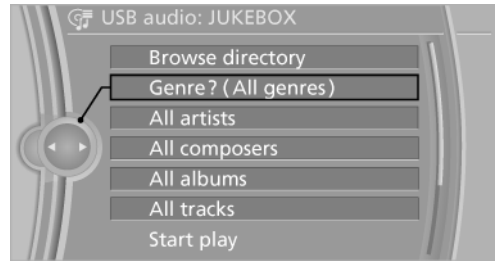 USB audio: JUKEBOX
Browse directory
Genre? (All genres)
All artists
All composers
All albums
All tracks
Start play